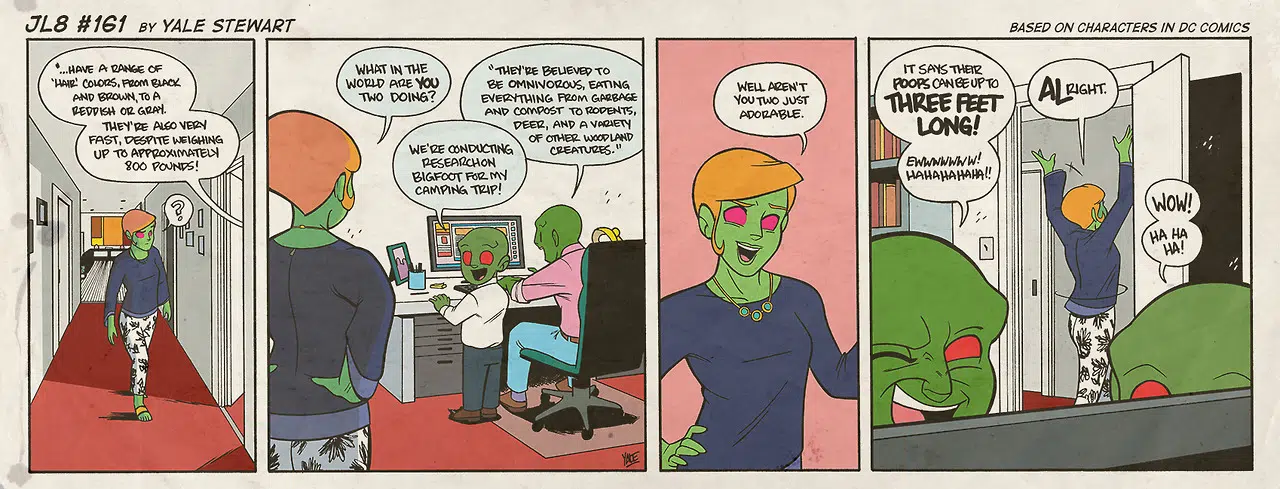 JL8 #161 BY YALE STEWART
BASED ON CHARACTERS IN DC COMICS
"...HAVE A RANGE OF
'HAIR' COLORS, FROM BLACK
AND BROWN, TO A
REDDISH OR GRAY.
THEY'RE ALSO VERY
FAST, DESPITE WEIGHING
UP TO APPROXIMATELY
800 POUNDS!
?
WHAT IN THE
WORLD ARE YOU
TWO DOING?
WE'RE CONDUCTING
RESEARCHON
BIGFOOT FOR MY
CAMPING TRIP!
"THEY'RE BELIEVED TO
BE OMNIVOROUS, EATING
EVERYTHING FROM GARBAGE
AND COMPOST TO RODENTS,
DEER, AND A VARIETY
OF OTHER WOODLAND
CREATURES."
YALE
WELL AREN'T
YOU TWO JUST
ADORABLE.
IT SAYS THEIR
POOPS CAN BE UP TO
THREE FEET
LONG!
EWWNWWWW!
HAHAHAHAHA!!
ALRIGHT.
WOW!
HA HA
HA!